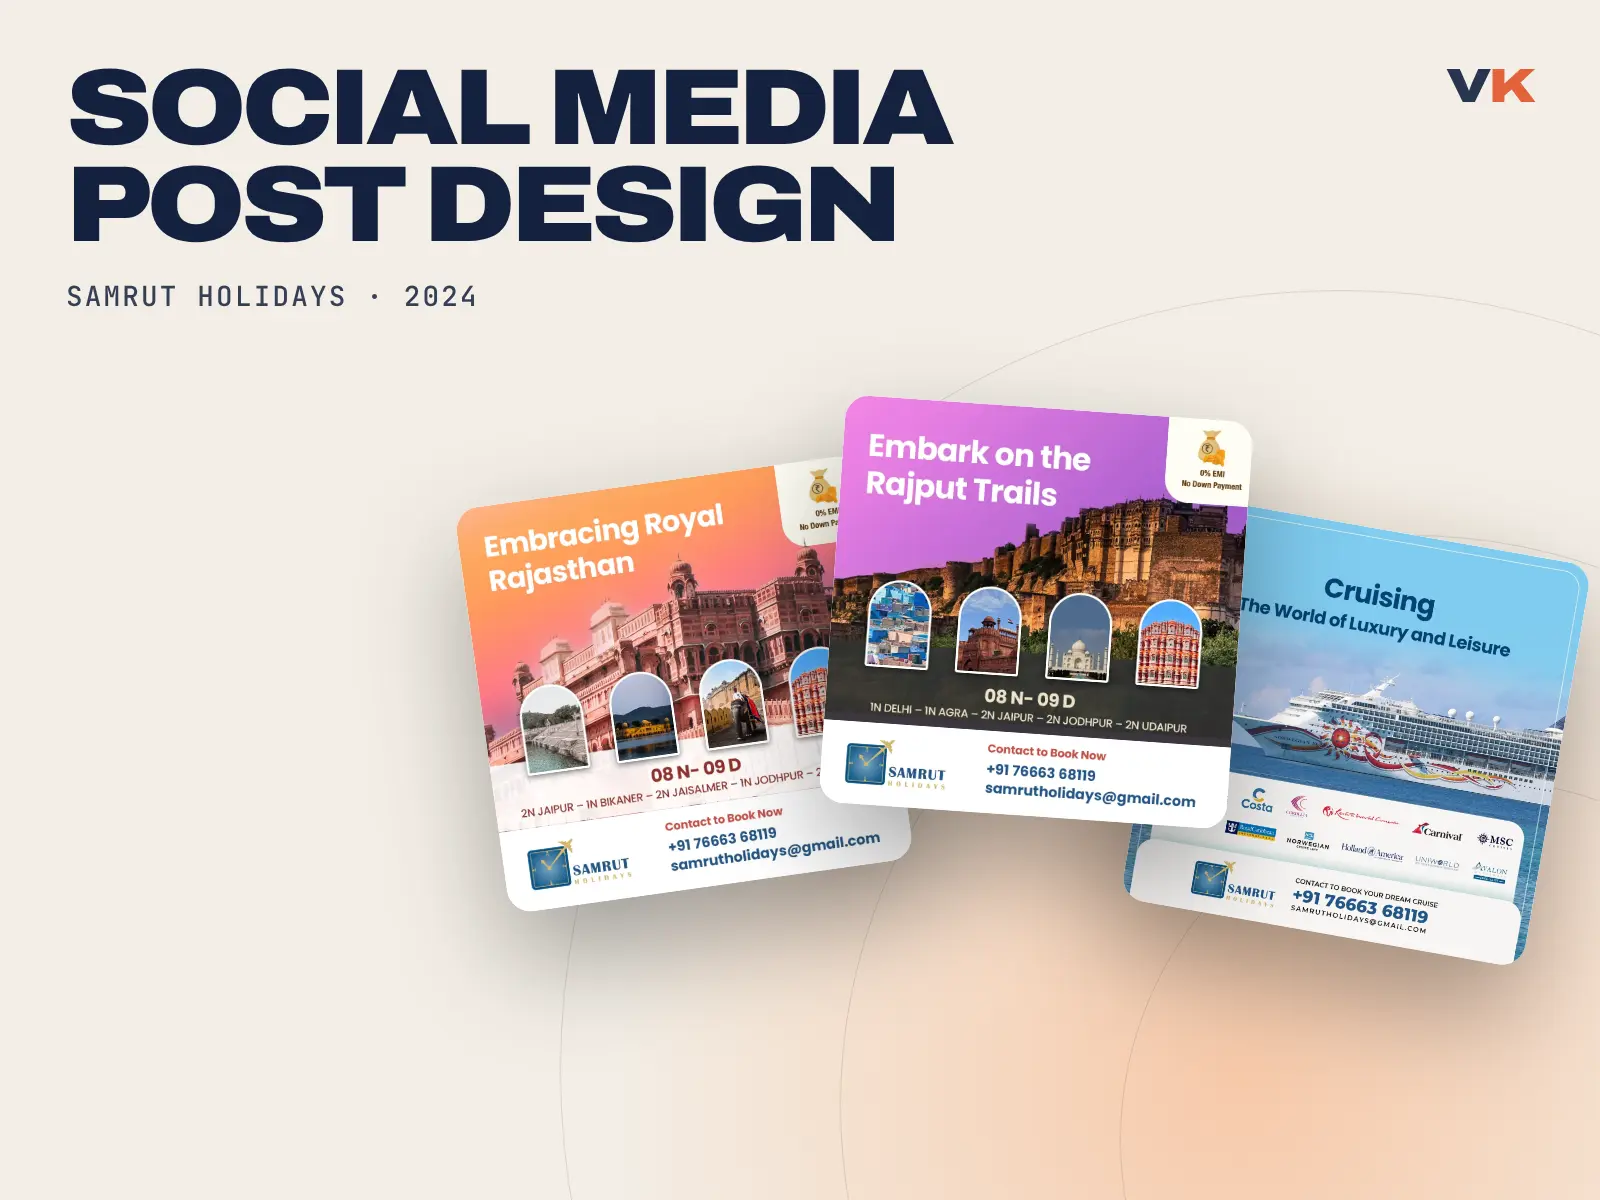 SOCIAL MEDIA
POST DESIGN
VK
SAMRUT HOLIDAYS · 2024
Embracing Royal
Rajasthan
0% EMI
No Down
08 N- 09 D
2N JAIPUR – 1N BIKANER – 2N JAISALMER – 1N JODHPUR – 2
Contact to Book Now
+91 76663 68119
samrutholidays@gmail.com
SAMRUT
HOLIDAYS
Embark on the
Rajput Trails
0% EMI
No Down Payment
08 N- 09 D
1N DELHI – 1N AGRA – 2N JAIPUR – 2N JODHPUR – 2N UDAIPUR
Contact to Book Now
+91 76663 68119
samrutholidays@gmail.com
SAMRUT
HOLIDAYS
Cruising
The World of Luxury and Leisure
Costa
Carnival
MSC
NORWEGIAN
Holland America
UNIWORLD
AVALON
CONTACT TO BOOK YOUR DREAM CRUISE
+91 76663 68119
SAMRUTHOLIDAYS@GMAIL.COM
SAMRUT
HOLIDAYS